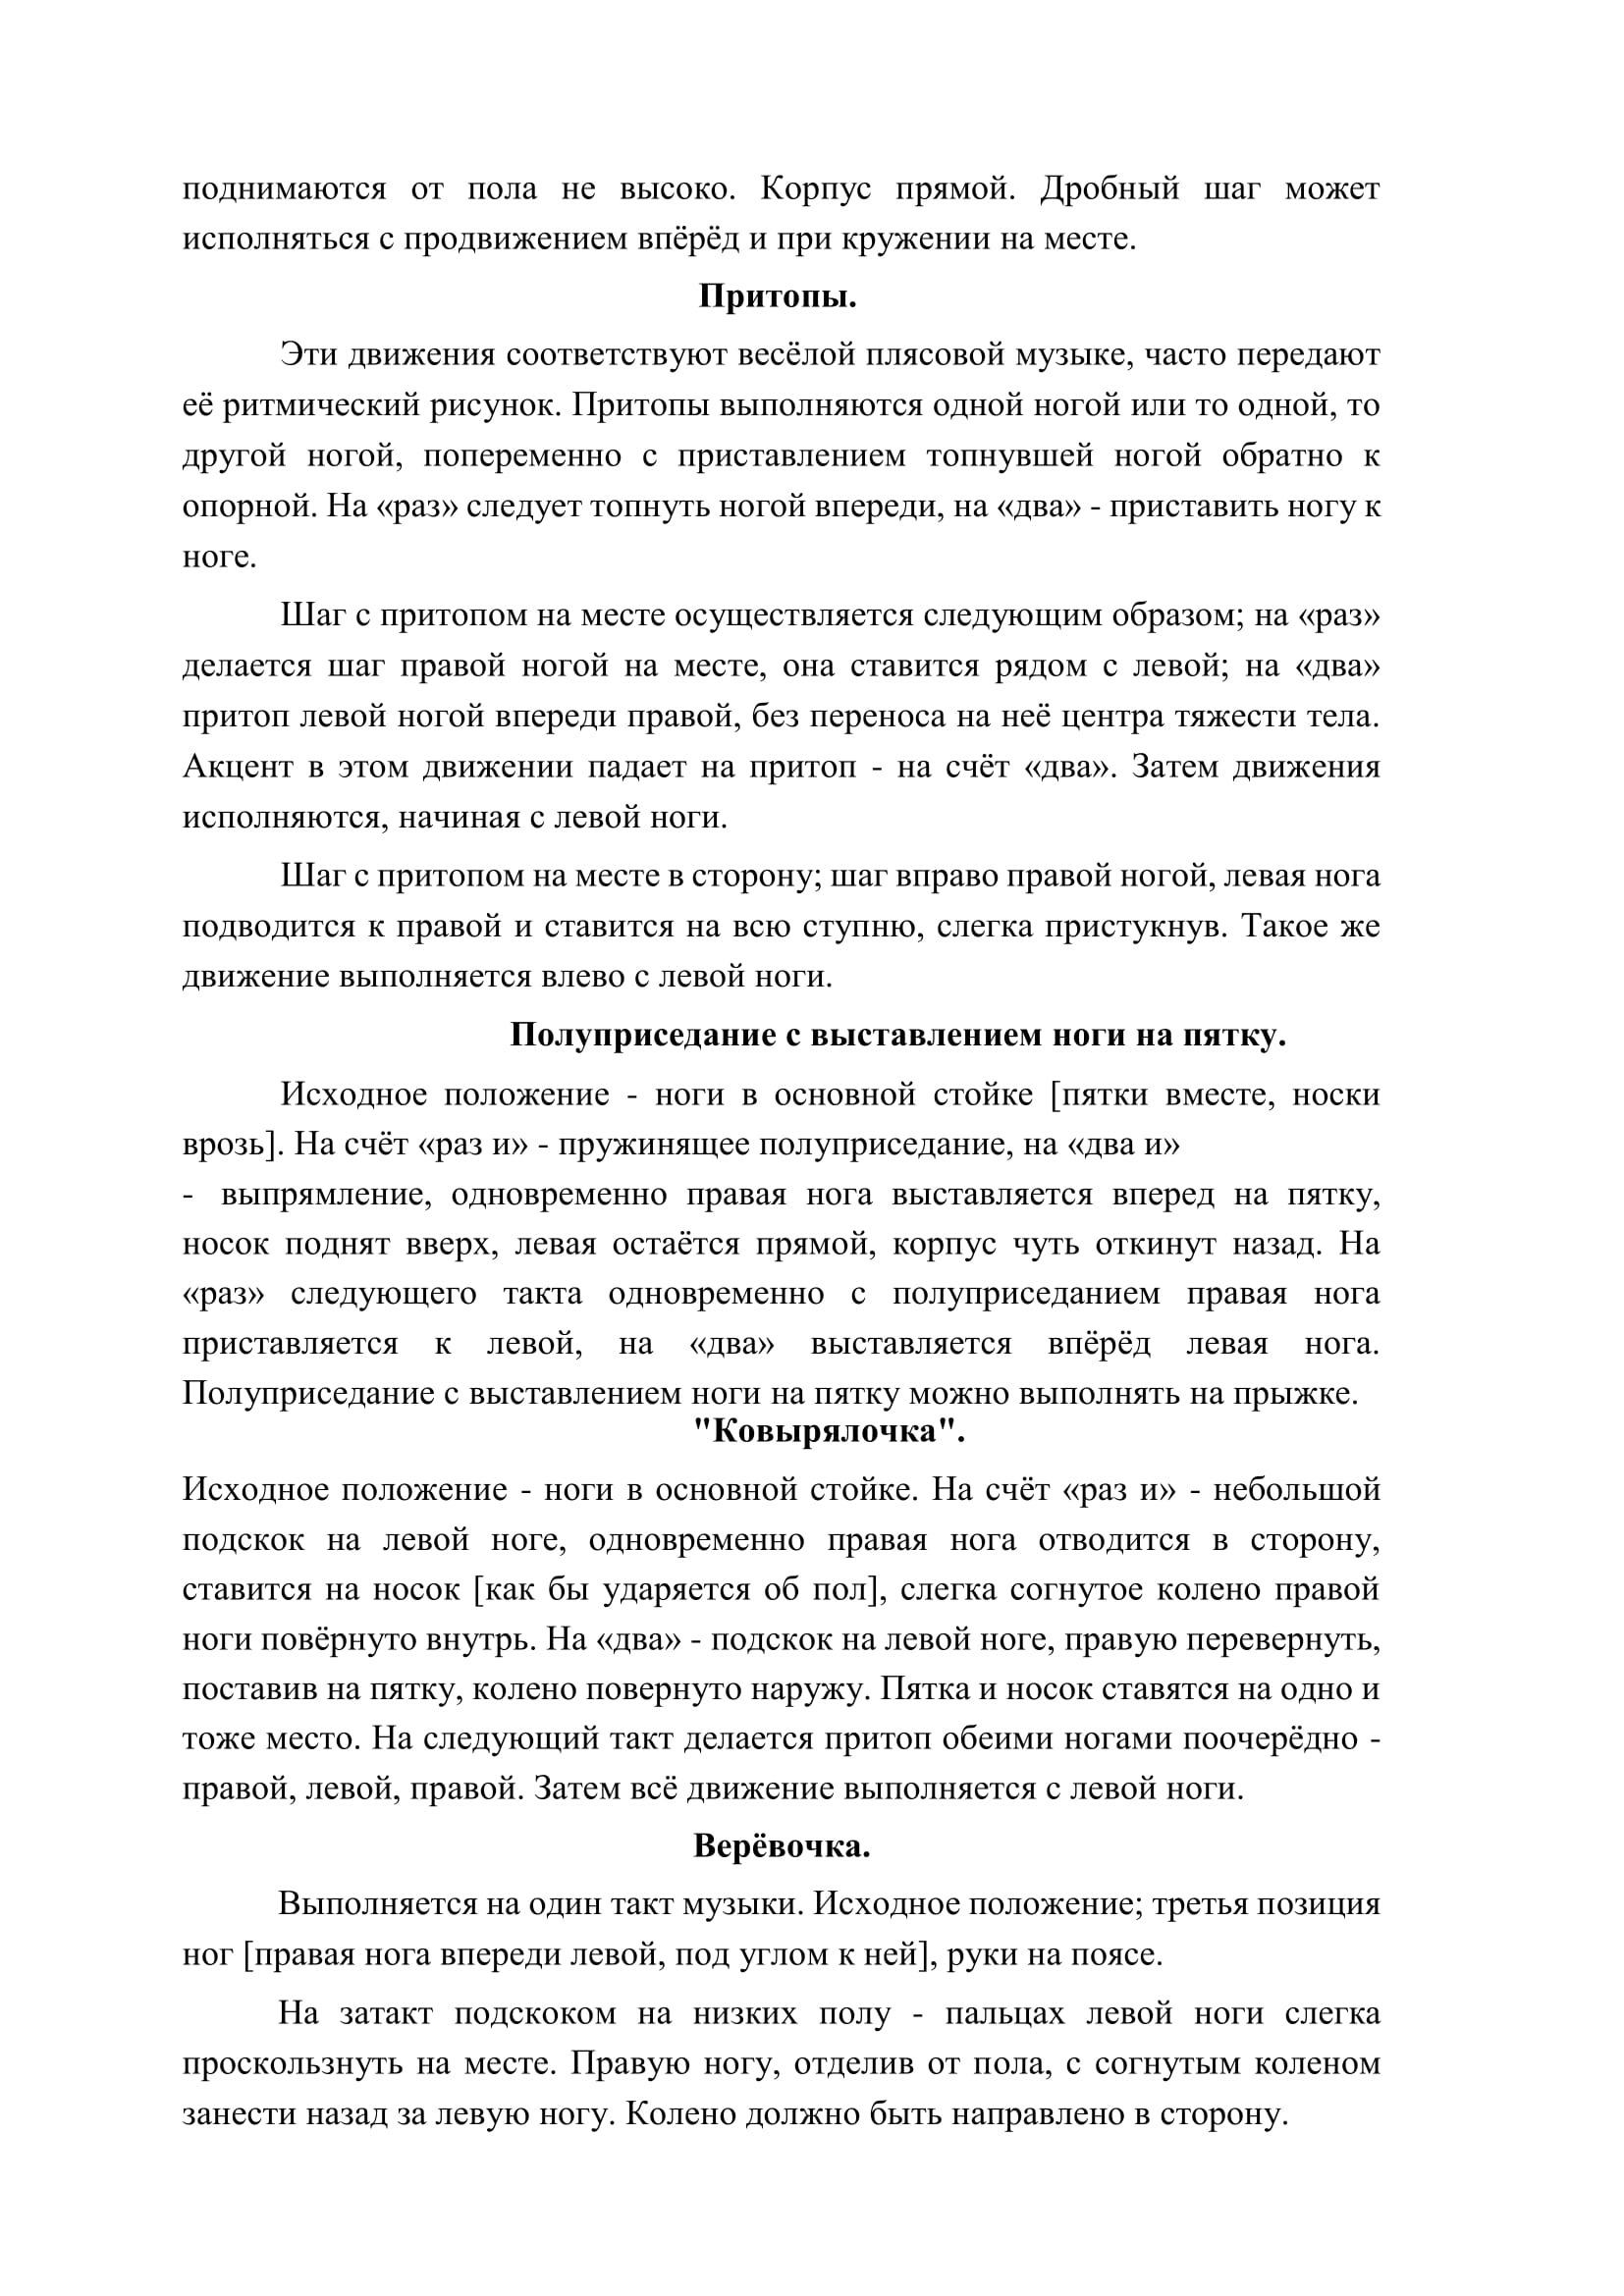 поднимаются от пола не высоко. Корпус прямой. Дробный шаг может
исполняться с продвижением впёрёд и при кружении на месте.
Притопы.
Эти движения соответствуют весёлой плясовой музыке, часто передают
её ритмический рисунок. Притопы выполняются одной ногой или то одной, то
другой ногой, попеременно с приставлением топнувшей ногой обратно к
опорной. На «раз» следует топнуть ногой впереди, на «два» - приставить ногу к
ноге.
Шаг с притопом на месте осуществляется следующим образом; на «раз»
делается шаг правой ногой на месте, она ставится рядом с левой; на «два»
притоп левой ногой впереди правой, без переноса на неё центра тяжести тела.
Акцент в этом движении падает на притоп - на счёт «два». Затем движения
исполняются, начиная с левой ноги.
Шаг с притопом на месте в сторону; шаг вправо правой ногой, левая нога
подводится к правой и ставится на всю ступню, слегка пристукнув. Такое же
движение выполняется влево с левой ноги.
Полуприседание с выставлением ноги на пятку.
Исходное положение - ноги в основной стойке [пятки вместе, носки
врозь]. На счёт «раз и» - пружинящее полуприседание, на «два и»
- выпрямление, одновременно правая нога выставляется вперед на пятку,
носок поднят вверх, левая остаётся прямой, корпус чуть откинут назад. На
«раз» следующего такта одновременно с полуприседанием правая нога
приставляется к левой, на «два» выставляется впёрёд левая нога.
Полуприседание с выставлением ноги на пятку можно выполнять на прыжке.
"Ковырялочка".
Исходное положение - ноги в основной стойке. На счёт «раз и» - небольшой
подскок на левой ноге, одновременно правая нога отводится в сторону,
ставится на носок [как бы ударяется об пол], слегка согнутое колено правой
ноги повёрнуто внутрь. На «два» - подскок на левой ноге, правую перевернуть,
поставив на пятку, колено повернуто наружу. Пятка и носок ставятся на одно и
тоже место. На следующий такт делается притоп обеими ногами поочерёдно -
правой, левой, правой. Затем всё движение выполняется с левой ноги.
Верёвочка.
Выполняется на один такт музыки. Исходное положение; третья позиция
ног [правая нога впереди левой, под углом к ней], руки на поясе.
На затакт подскоком на низких полу - пальцах левой ноги слегка
проскользнуть на месте. Правую ногу, отделив от пола, с согнутым коленом
занести назад за левую ногу. Колено должно быть направлено в сторону.